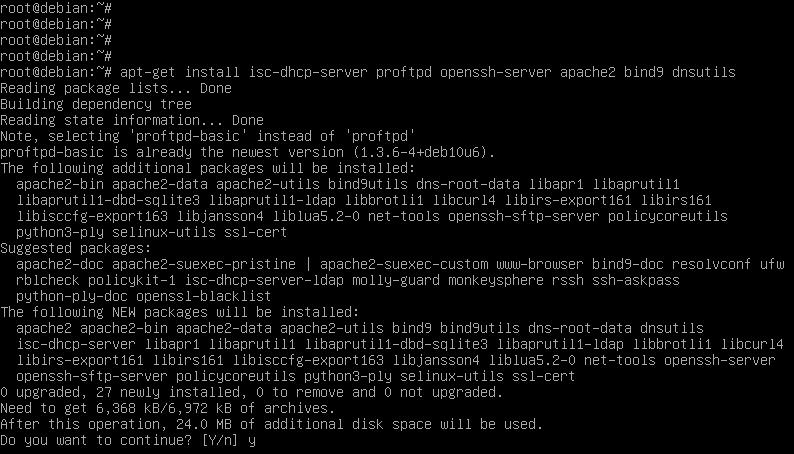 root@debian:~#
root@debian:~#
root@debian:~#
root@debian:~#
root@debian:~# apt-get install isc-dhcp-server proftpd openssh-server apache2 bind9 dnsutils
Reading package lists... Done
Building dependency tree
Reading state information... Done
Note, selecting 'proftpd-basic' instead of 'proftpd'
proftpd-basic is already the newest version (1.3.6-4+deb10u6).
The following additional packages will be installed:
  apache2-bin apache2-data apache2-utils bind9utils dns-root-data libapr1 libaprutil1
  libaprutil1-dbd-sqlite3 libaprutil1-ldap libbrotli1 libcurl4 libirs-export161 libirs161
  libisccfg-export163 libjansson4 liblua5.2-0 net-tools openssh-sftp-server policycoreutils
  python3-ply selinux-utils ssl-cert
Suggested packages:
  apache2-doc apache2-suexec-pristine | apache2-suexec-custom www-browser bind9-doc resolvconf ufw
  rblcheck policykit-1 isc-dhcp-server-ldap molly-guard monkeysphere rssh ssh-askpass
  python-ply-doc openssl-blacklist
The following NEW packages will be installed:
  apache2 apache2-bin apache2-data apache2-utils bind9 bind9utils dns-root-data dnsutils
  isc-dhcp-server libapr1 libaprutil1 libaprutil1-dbd-sqlite3 libaprutil1-ldap libbrotli1 libcurl4
  libirs-export161 libirs161 libisccfg-export163 libjansson4 liblua5.2-0 net-tools openssh-server
  openssh-sftp-server policycoreutils python3-ply selinux-utils ssl-cert
0 upgraded, 27 newly installed, 0 to remove and 0 not upgraded.
Need to get 6,368 kB/6,972 kB of archives.
After this operation, 24.0 MB of additional disk space will be used.
Do you want to continue? [Y/n] y